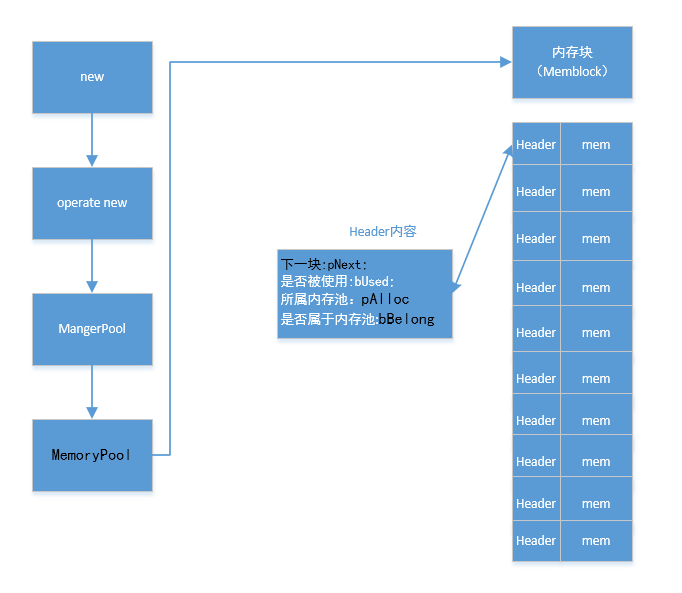 new
operate new
MangerPool
MemoryPool
Header内容
下一块:pNext;
是否被使用:bUsed;
所属内存池：pAlloc
是否属于内存池:bBelong
内存块
（Memblock）
Header mem
Header mem
Header mem
Header mem
Header mem
Header mem
Header mem
Header mem
Header mem
Header mem